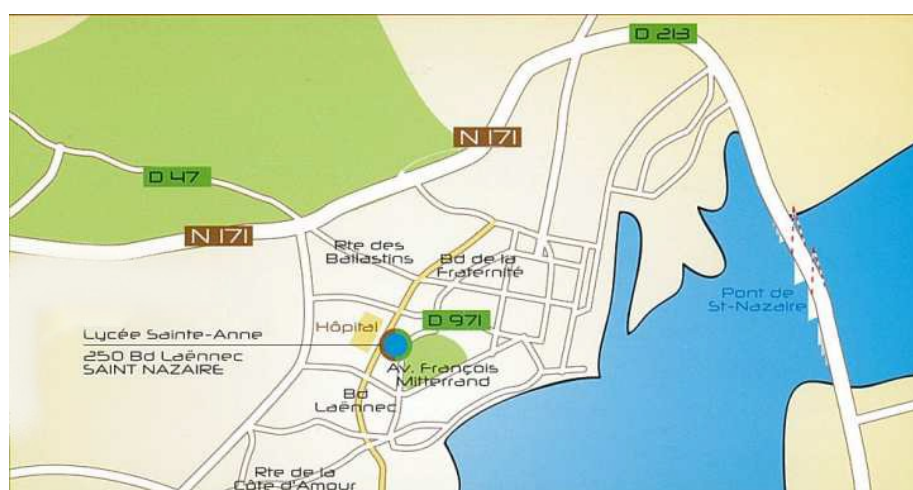 D 213
N 171
D 47
N 171
Rte des
Ballastins
Bd de la
Fraternité
Pont de
St-Nazaire
Hôpital
D 971
Lycée Sainte-Anne
250 Bd Laënnec
SAINT NAZAIRE
Av. François
Mitterrand
Bd
Laënnec
Rte de la
Côte d'Amour